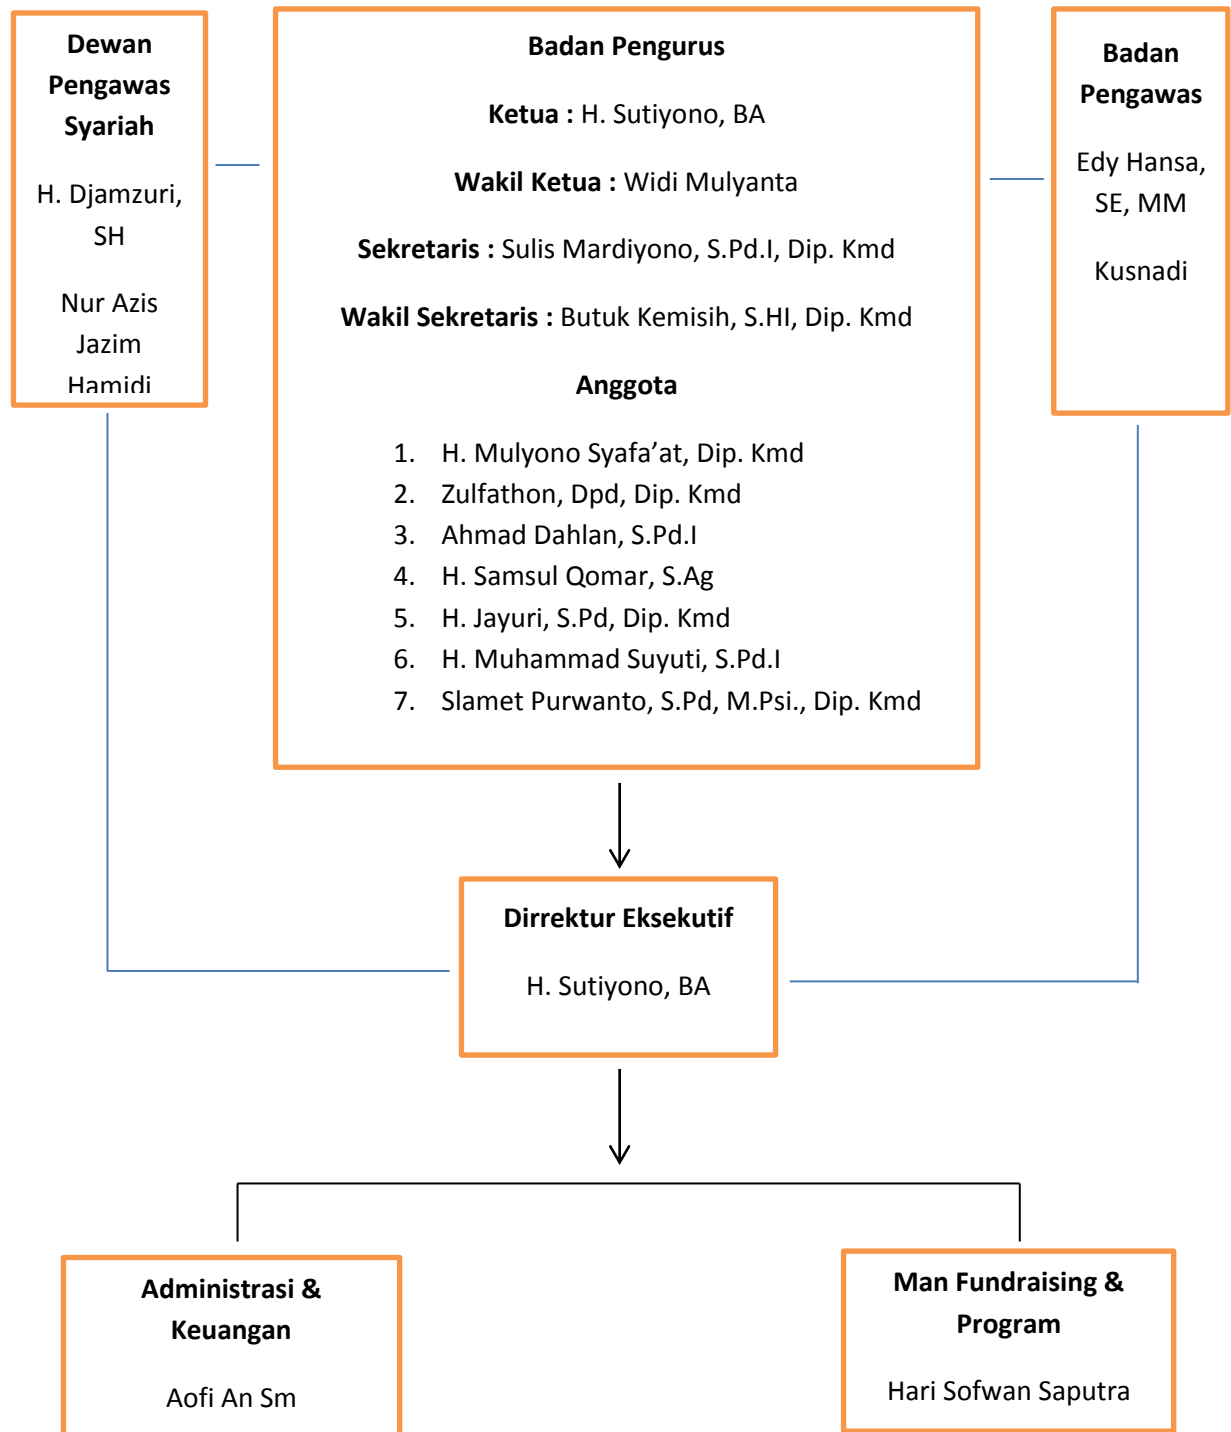 Dewan
Pengawas
Syariah
H. Djamzuri,
SH
Nur Azis
Jazim
Hamidi
Badan Pengurus
Ketua : H. Sutiyono, BA
Wakil Ketua : Widi Mulyanta
Sekretaris : Sulis Mardiyono, S.Pd.I, Dip. Kmd
Wakil Sekretaris : Butuk Kemisih, S.HI, Dip. Kmd
Anggota
1. H. Mulyono Syafa’at, Dip. Kmd
2. Zulfathon, Dpd, Dip. Kmd
3. Ahmad Dahlan, S.Pd.I
4. H. Samsul Qomar, S.Ag
5. H. Jayuri, S.Pd, Dip. Kmd
6. H. Muhammad Suyuti, S.Pd.I
7. Slamet Purwanto, S.Pd, M.Psi., Dip. Kmd
Badan
Pengawas
Edy Hansa,
SE, MM
Kusnadi
Dirrektur Eksekutif
H. Sutiyono, BA
Administrasi &
Keuangan
Aofi An Sm
Man Fundraising &
Program
Hari Sofwan Saputra